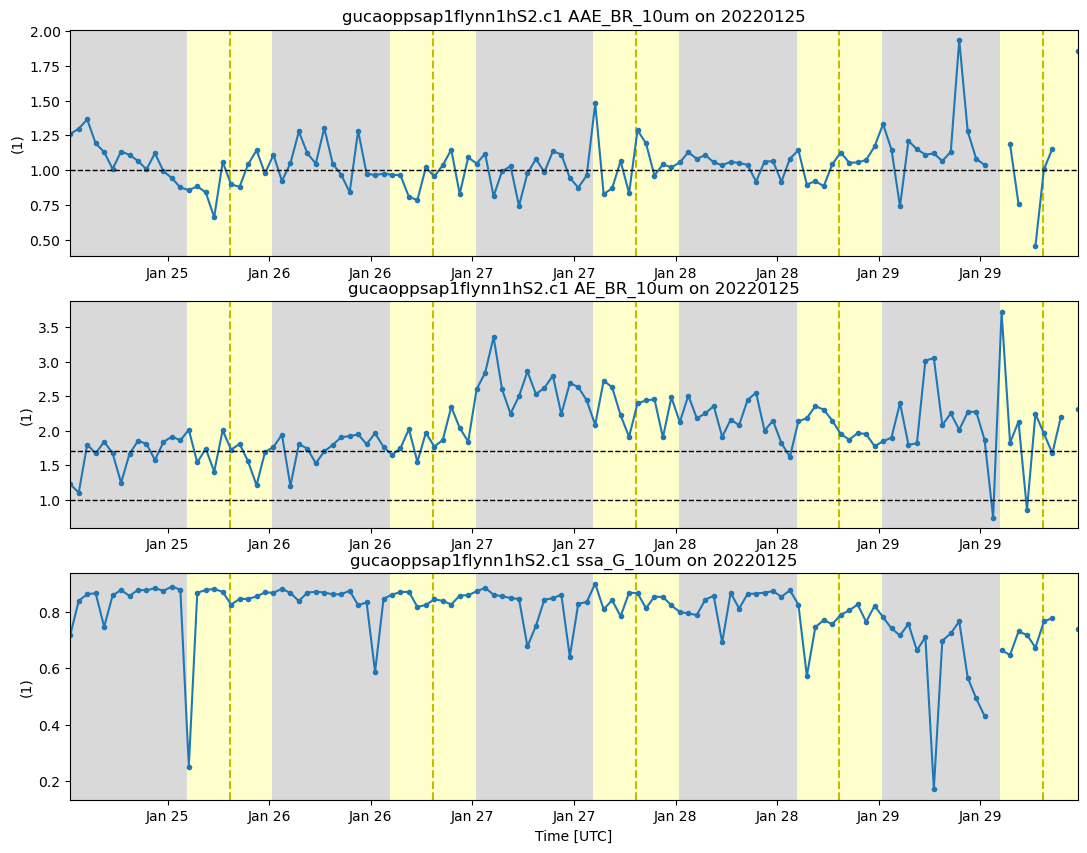 gucaoppsap1flynn1hS2.c1 AAE_BR_10um on 20220125
2.00
1.75
1.50
1.25
1.00
0.75
0.50
(1)
Jan 25 Jan 26 Jan 26 Jan 27 Jan 27 Jan 28 Jan 28 Jan 29 Jan 29
gucaoppsap1flynn1hS2.c1 AE_BR_10um on 20220125
3.5
3.0
2.5
2.0
1.5
1.0
(1)
Jan 25 Jan 26 Jan 26 Jan 27 Jan 27 Jan 28 Jan 28 Jan 29 Jan 29
gucaoppsap1flynn1hS2.c1 ssa_G_10um on 20220125
0.8
0.6
0.4
0.2
(1)
Jan 25 Jan 26 Jan 26 Jan 27 Jan 27 Jan 28 Jan 28 Jan 29 Jan 29
Time [UTC]